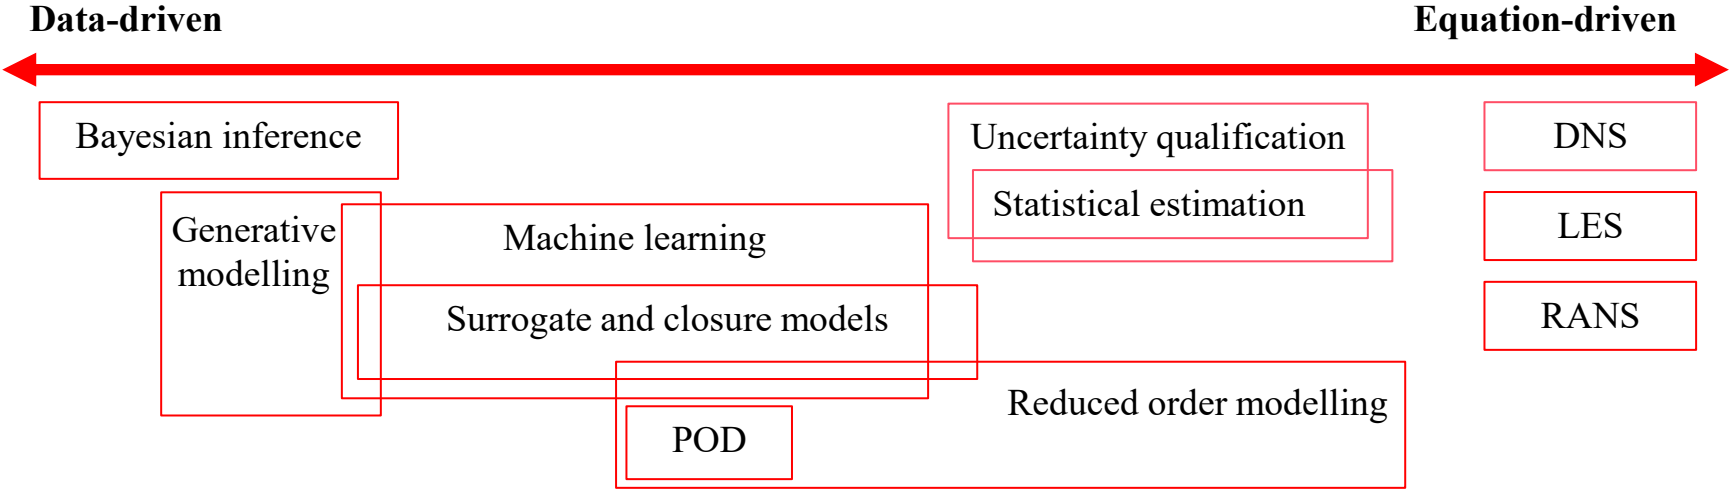 Data-driven
Equation-driven
Bayesian inference
Uncertainty qualification
DNS
Statistical estimation
LES
Generative
modelling
Machine learning
Surrogate and closure models
RANS
Reduced order modelling
POD